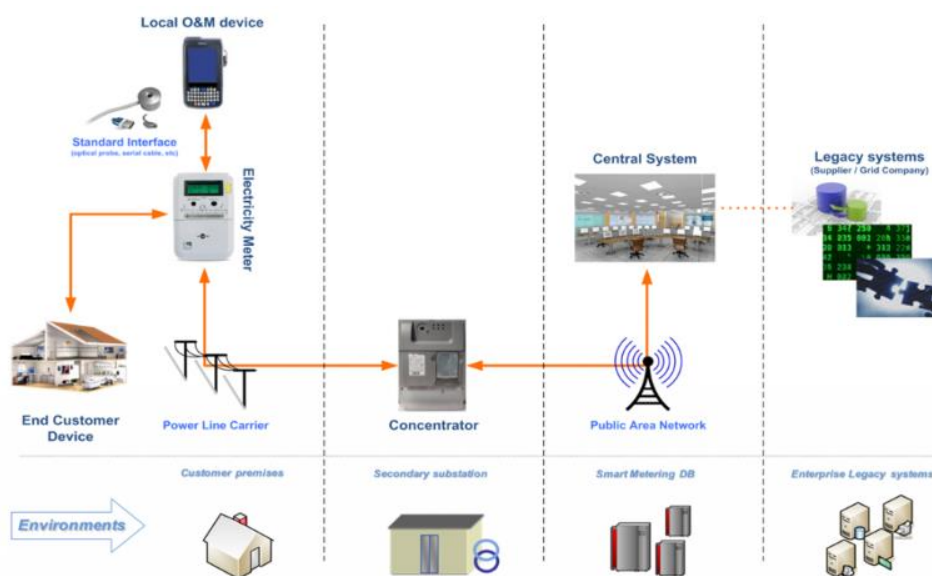 Local O&M device
Standard Interface
(optical probe, serial cable, etc)
Electricity Meter
Central System
Legacy systems
(Supplier / Grid Company)
End Customer
Device
Power Line Carrier
Concentrator
Public Area Network
Customer premises
Secondary substation
Smart Metering DB
Enterprise Legacy systems
Environments